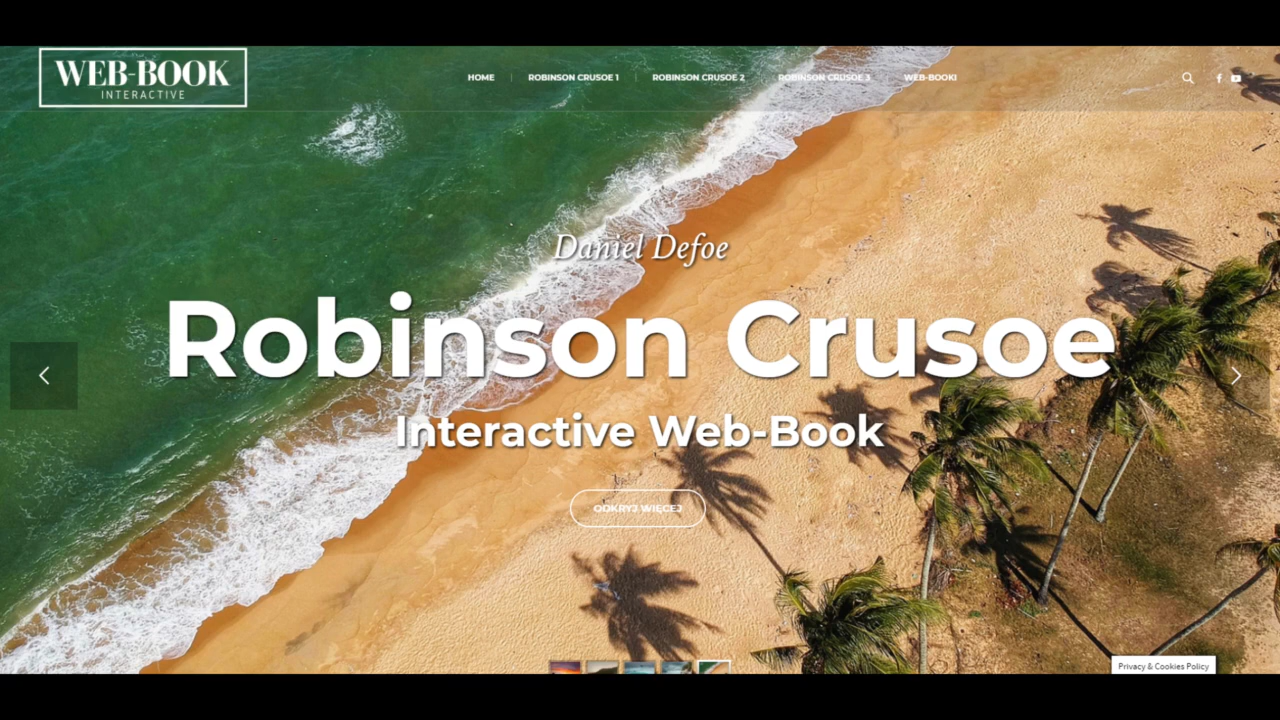 WEB-BOOK
INTERACTIVE
HOME
ROBINSON CRUSOE 1
ROBINSON CRUSOE 2
ROBINSON CRUSOE 3
WEB-BOOKI
Daniel Defoe
Robinson Crusoe
Interactive Web-Book
ODKRYJ WIĘCEJ
Privacy & Cookies Policy